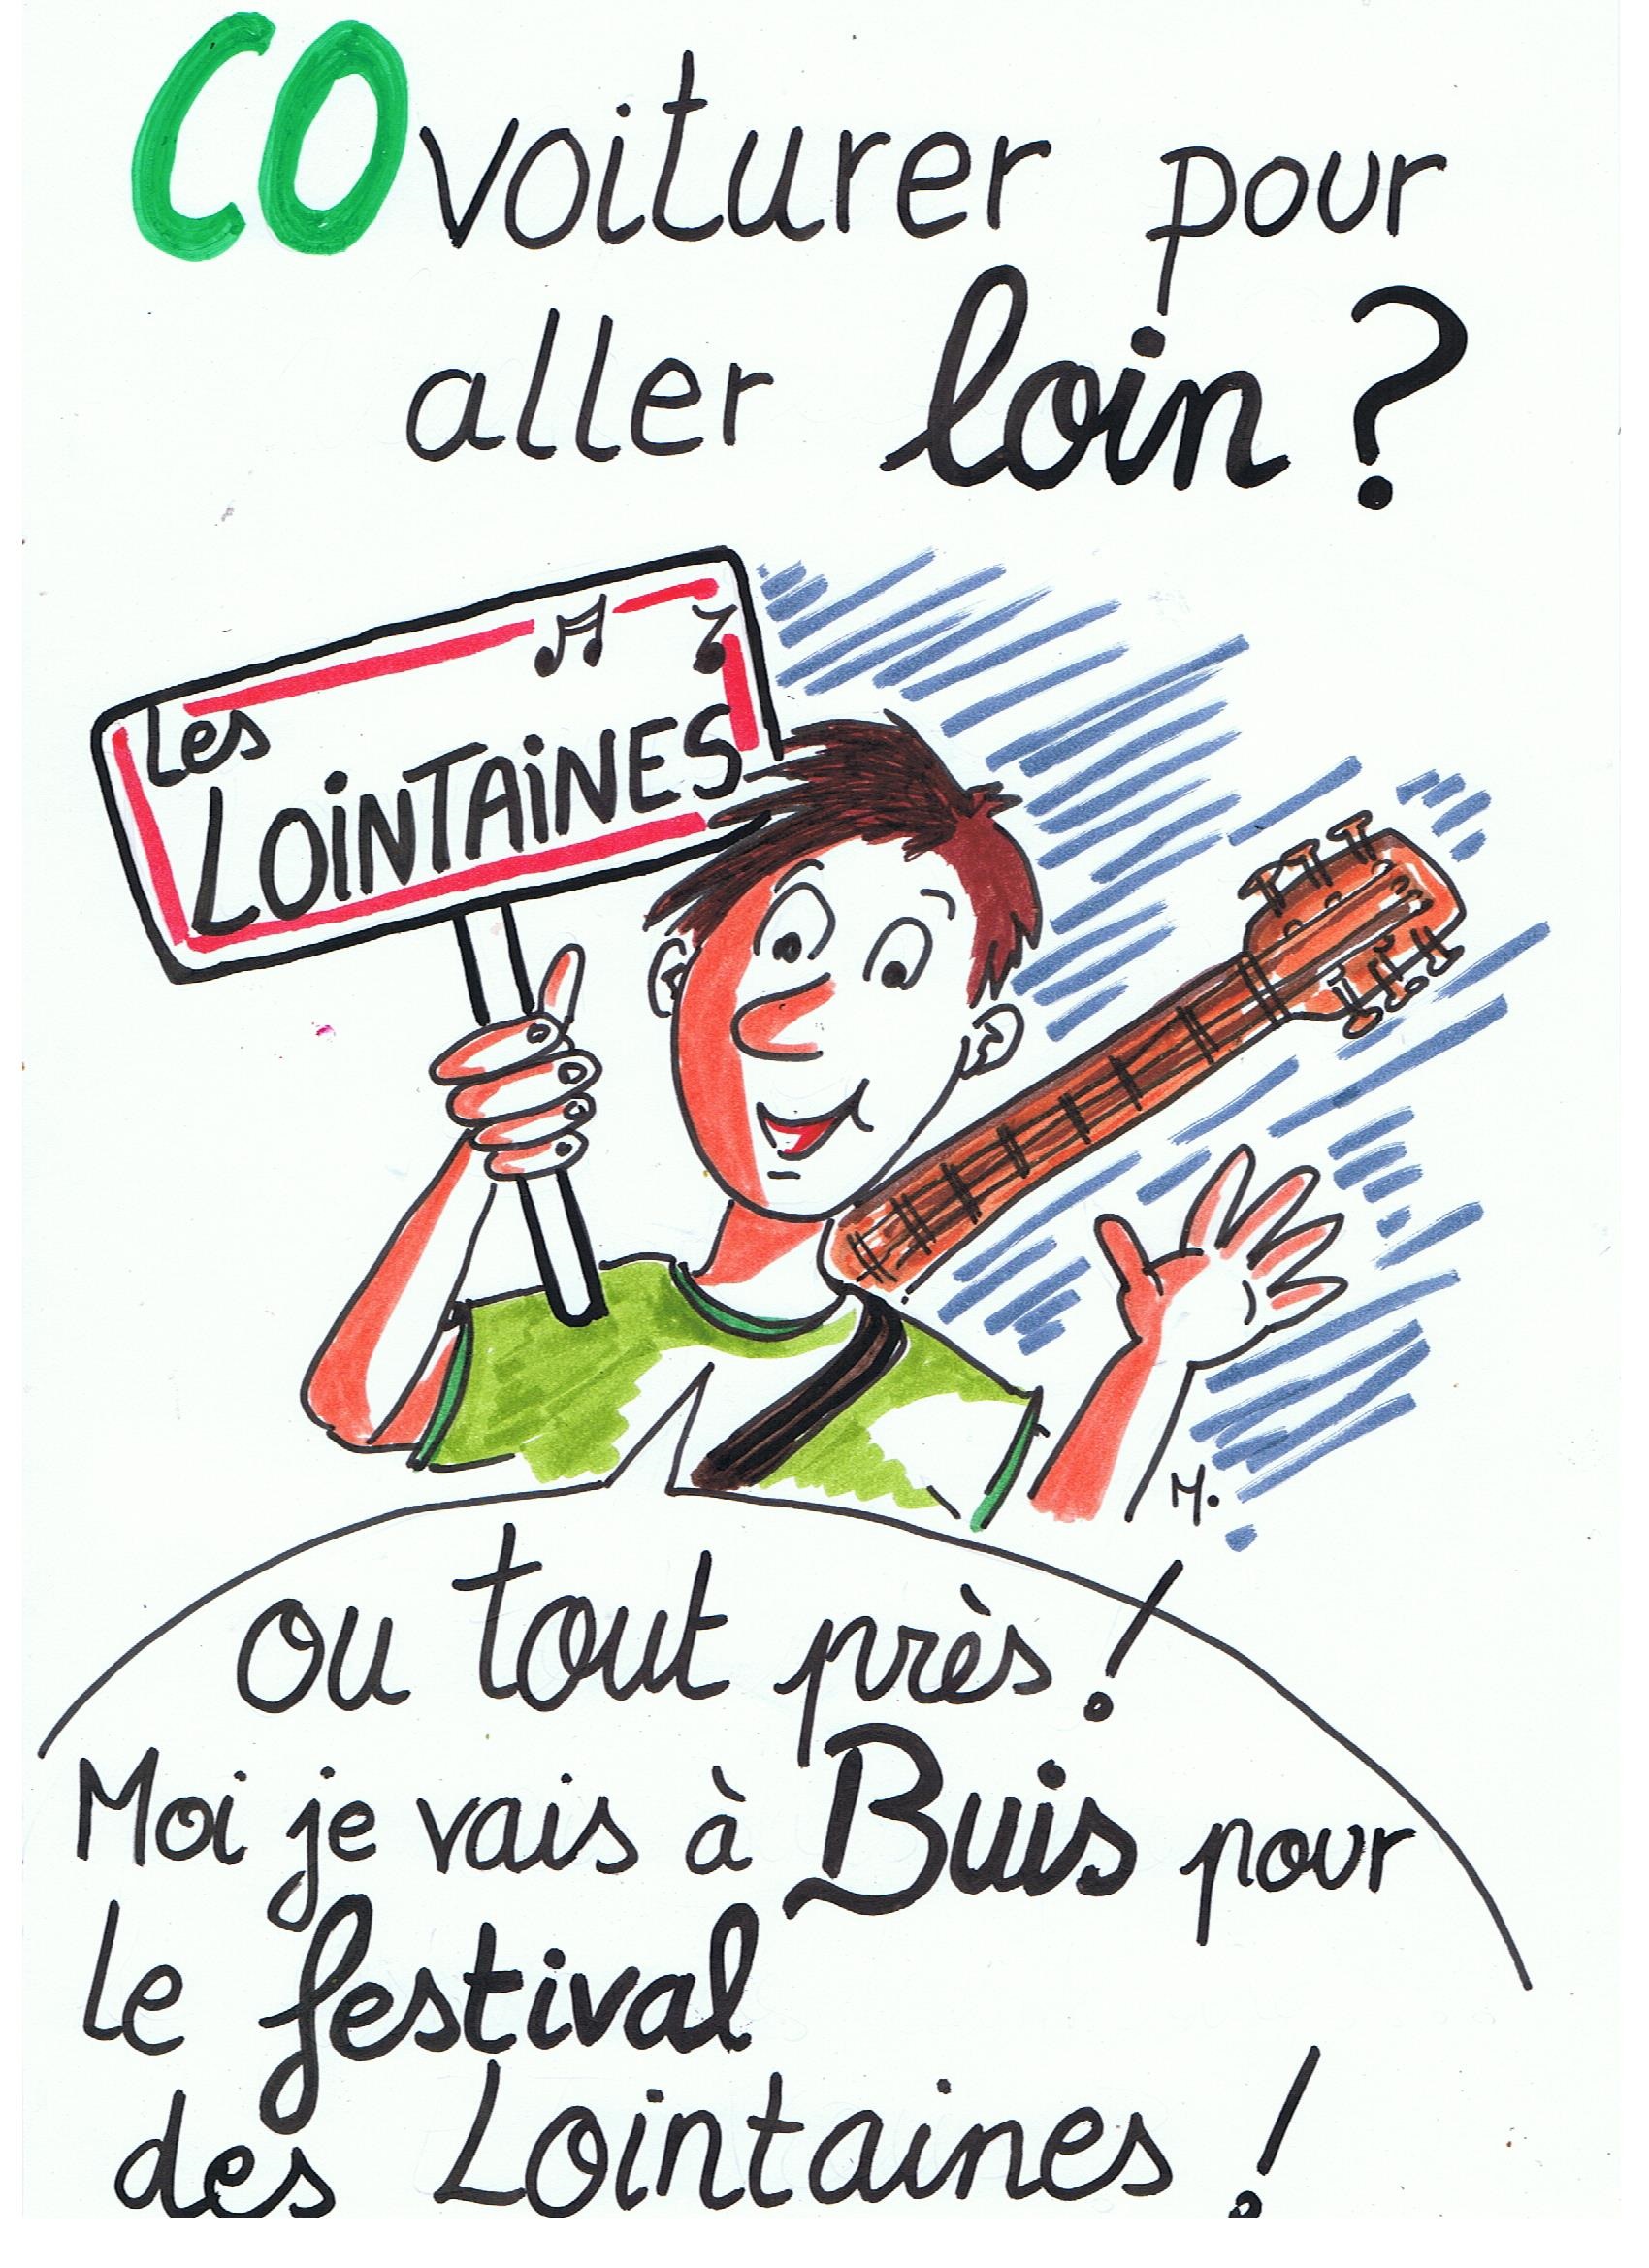 COvoiturer pour
aller loin ?
Les
LOiNTAiNES
M.
ou tout près !
Moi je vais à Buis pour
le festival
des Lointaines !